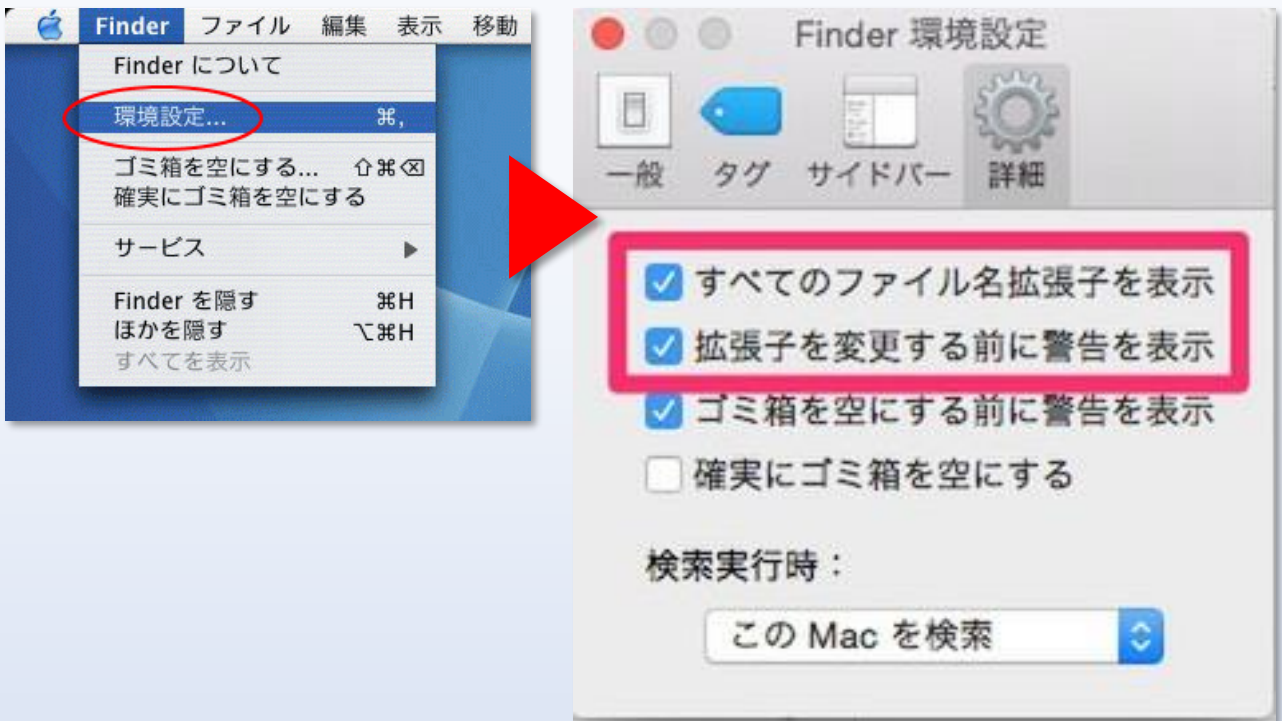 Finder ファイル 編集 表示 移動
Finder について
環境設定... ⌘,
ゴミ箱を空にする... ⇧⌘⌫
確実にゴミ箱を空にする
サービス ▶
Finder を隠す ⌘H
ほかを隠す ⌥⌘H
すべてを表示
Finder 環境設定
一般 タグ サイドバー 詳細
すべてのファイル名拡張子を表示
拡張子を変更する前に警告を表示
ゴミ箱を空にする前に警告を表示
確実にゴミ箱を空にする
検索実行時：
この Mac を検索